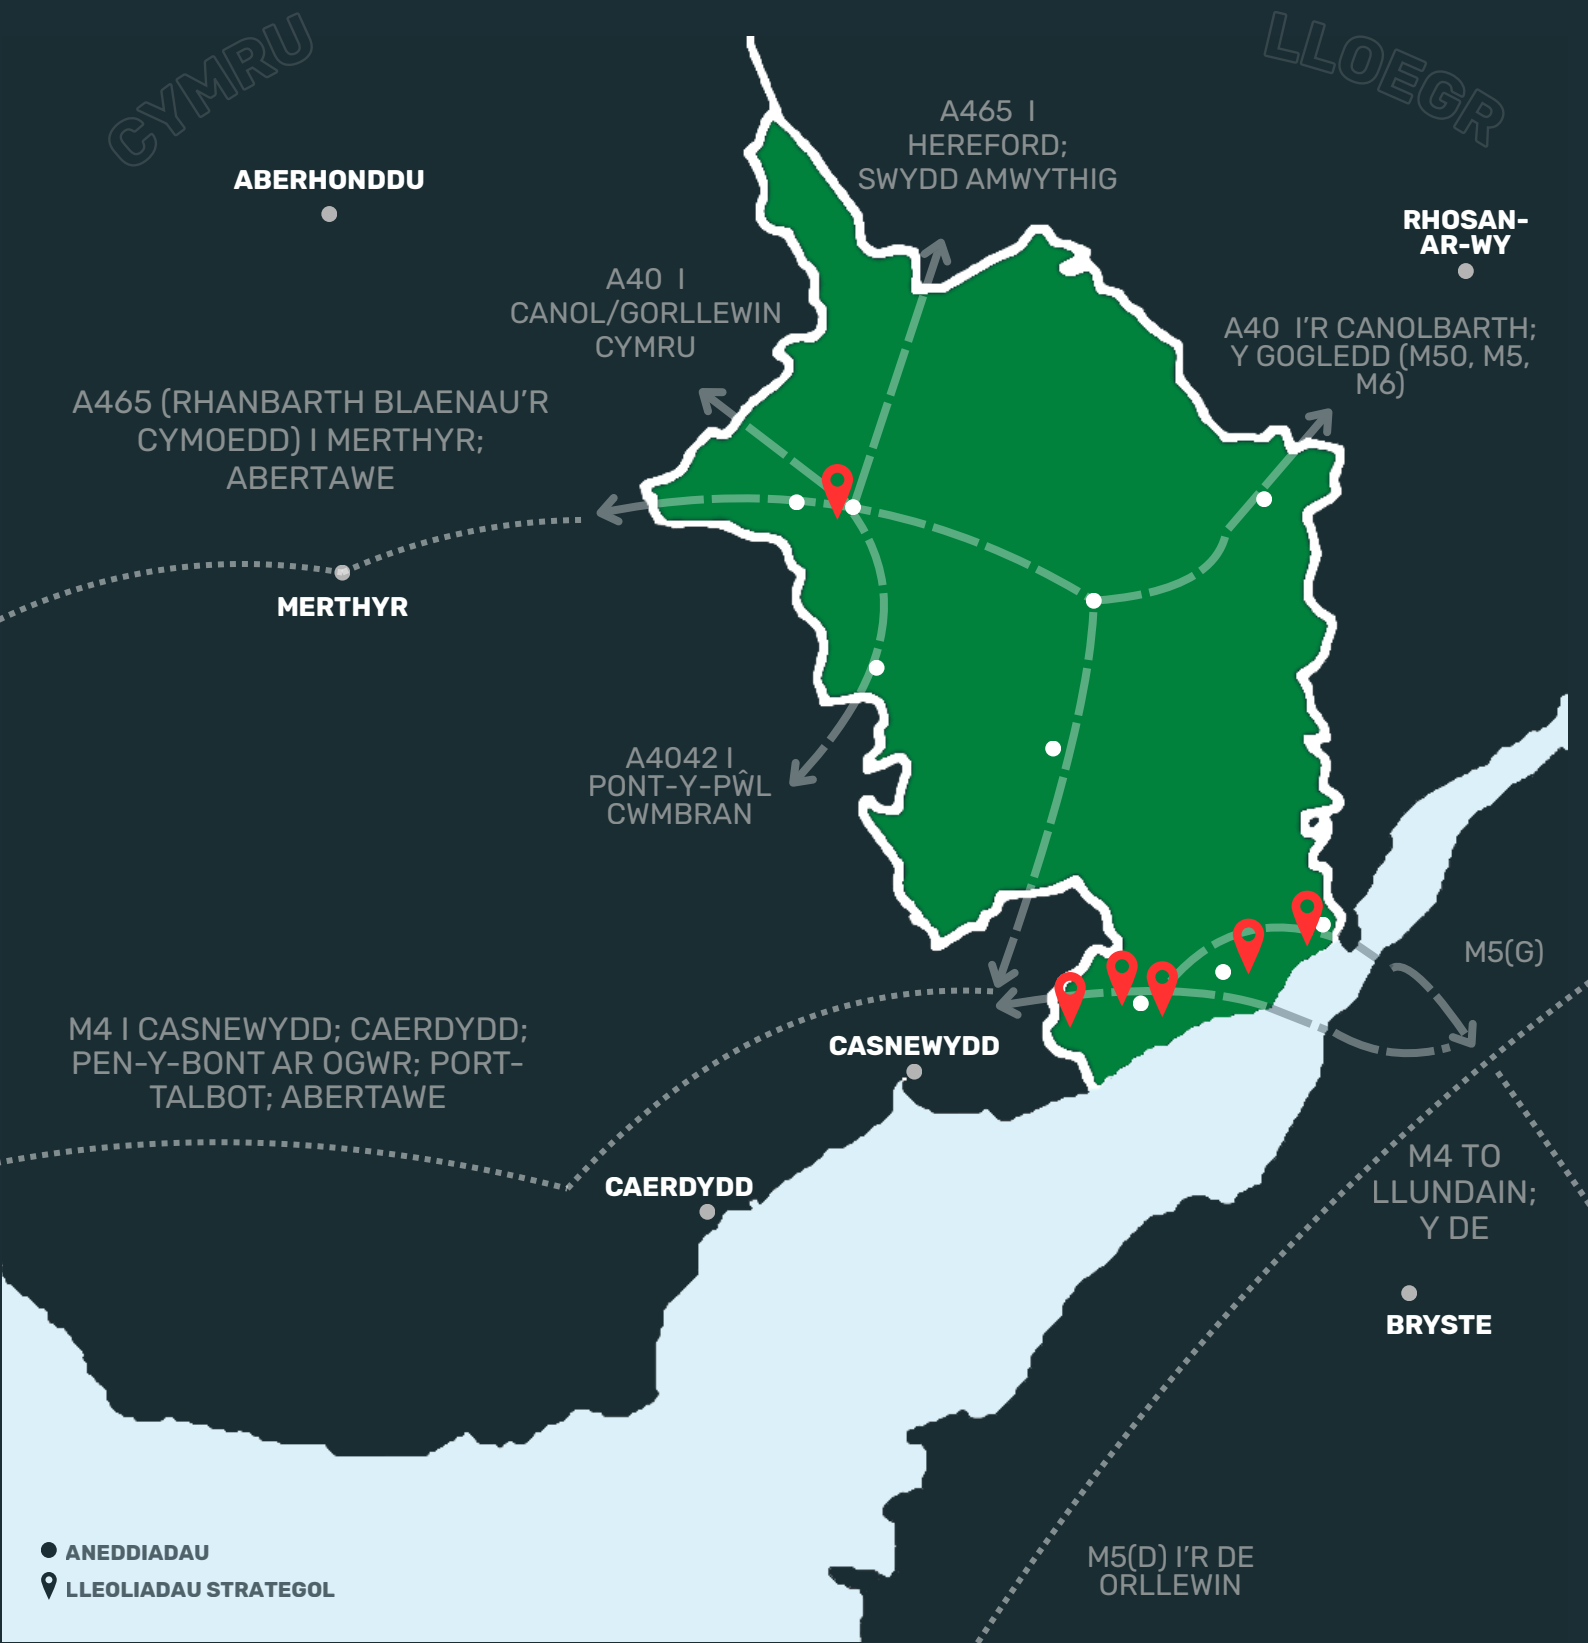 CYMRU
LLOEGR
A465 I
HEREFORD;
SWYDD AMWYTHIG
ABERHONDDU
RHOSAN-
AR-WY
A40 I
CANOL/GORLLEWIN
CYMRU
A40 I'R CANOLBARTH;
Y GOGLEDD (M50, M5,
M6)
A465 (RHANBARTH BLAENAU'R
CYMOEDD) I MERTHYR;
ABERTAWE
MERTHYR
A4042 I
PONT-Y-PŴL
CWMBRAN
M5(G)
M4 I CASNEWYDD; CAERDYDD;
PEN-Y-BONT AR OGWR; PORT-
TALBOT; ABERTAWE
CASNEWYDD
CAERDYDD
M4 TO
LLUNDAIN;
Y DE
BRYSTE
M5(D) I'R DE
ORLLEWIN
ANEDDIADAU
LLEOLIADAU STRATEGOL